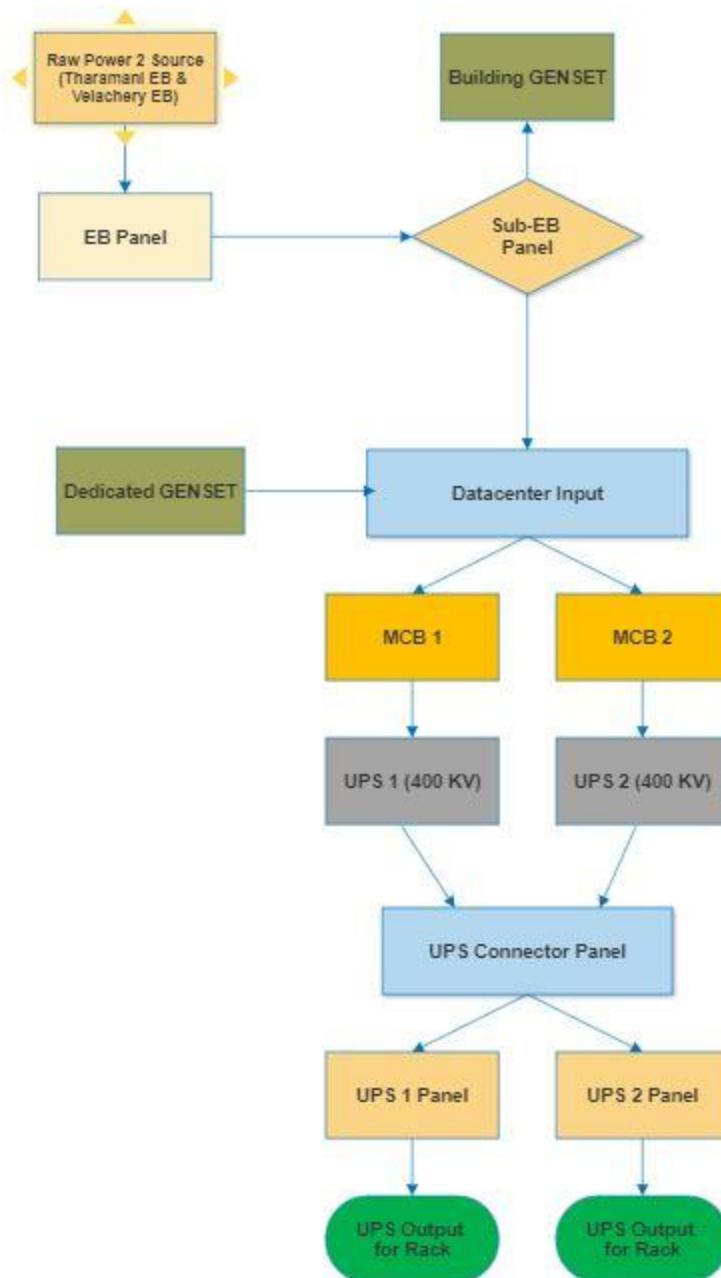 Raw Power 2 Source
(Tharamani EB &
Velachery EB)
Building GENSET
EB Panel
Sub-EB
Panel
Dedicated GENSET
Datacenter Input
MCB 1
MCB 2
UPS 1 (400 KV)
UPS 2 (400 KV)
UPS Connector Panel
UPS 1 Panel
UPS 2 Panel
UPS Output
for Rack
UPS Output
for Rack